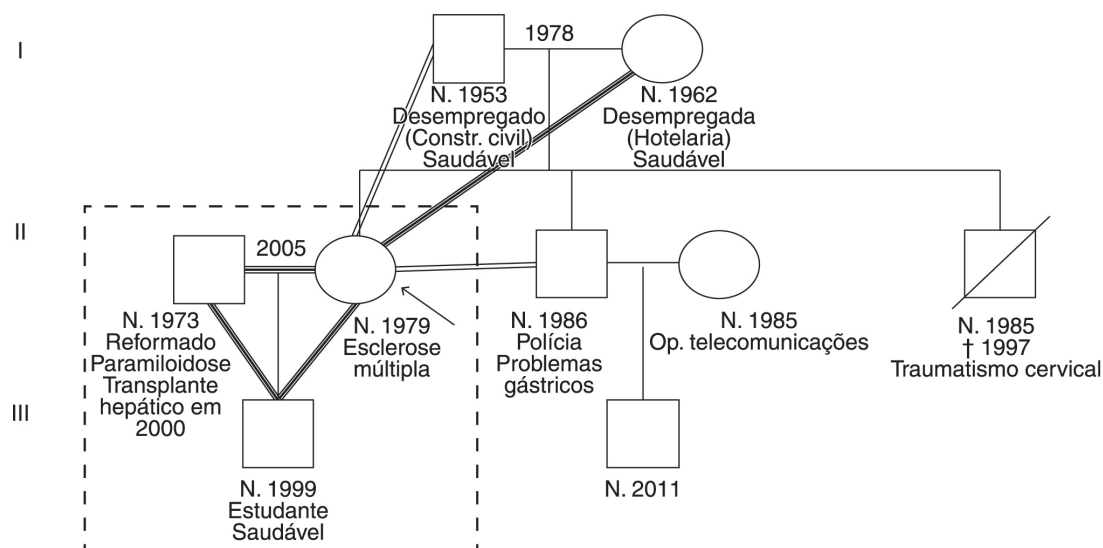 I
1978
N. 1953
Desempregado
(Constr. civil)
Saudável
N. 1962
Desempregada
(Hotelaria)
Saudável
II
2005
N. 1973
Reformado
Paramiloidose
Transplante
hepático em
2000
N. 1979
Esclerose
múltipla
N. 1986
Polícia
Problemas
gástricos
N. 1985
Op. telecomunicações
N. 1985
† 1997
Traumatismo cervical
III
N. 1999
Estudante
Saudável
N. 2011